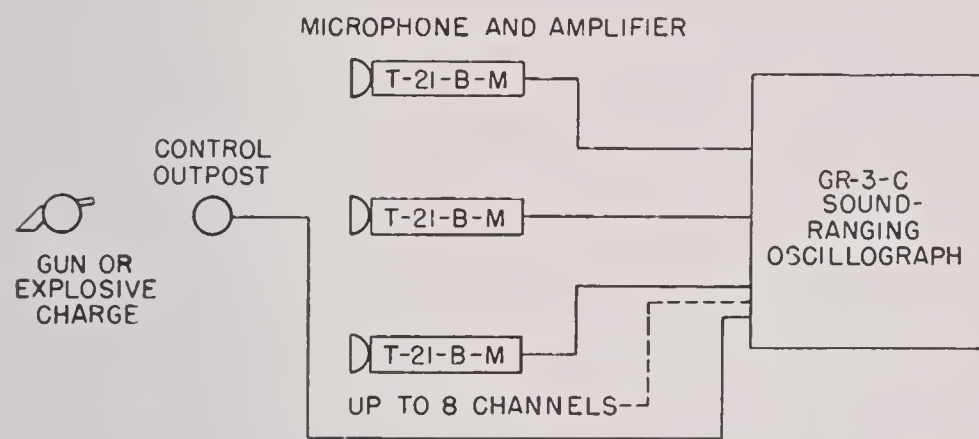 MICROPHONE AND AMPLIFIER
T-21-B-M
CONTROL
OUTPOST
T-21-B-M
GUN OR
EXPLOSIVE
CHARGE
T-21-B-M
UP TO 8 CHANNELS
GR-3-C
SOUND-
RANGING
OSCILLOGRAPH